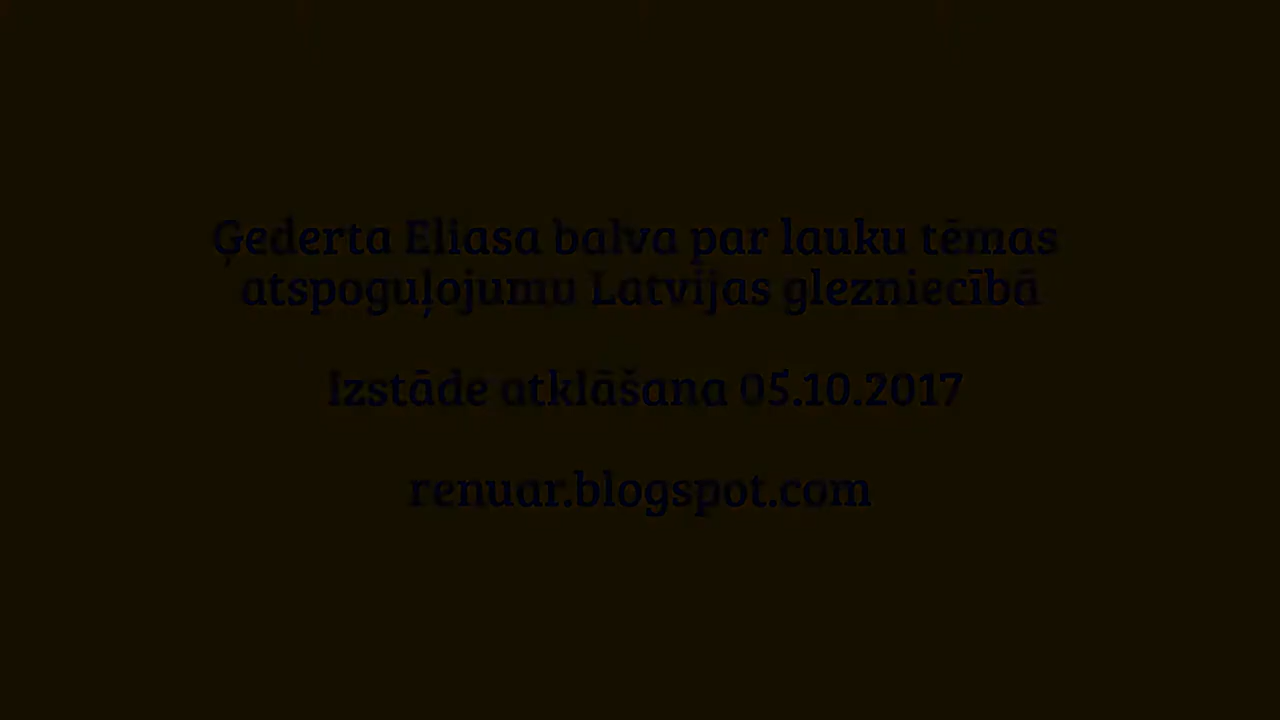 Ģederta Eliasa balva par lauku tēmas
atspoguļojumu Latvijas glezniecībā
Izstāde atklāšana 05.10.2017
renuar.blogspot.com